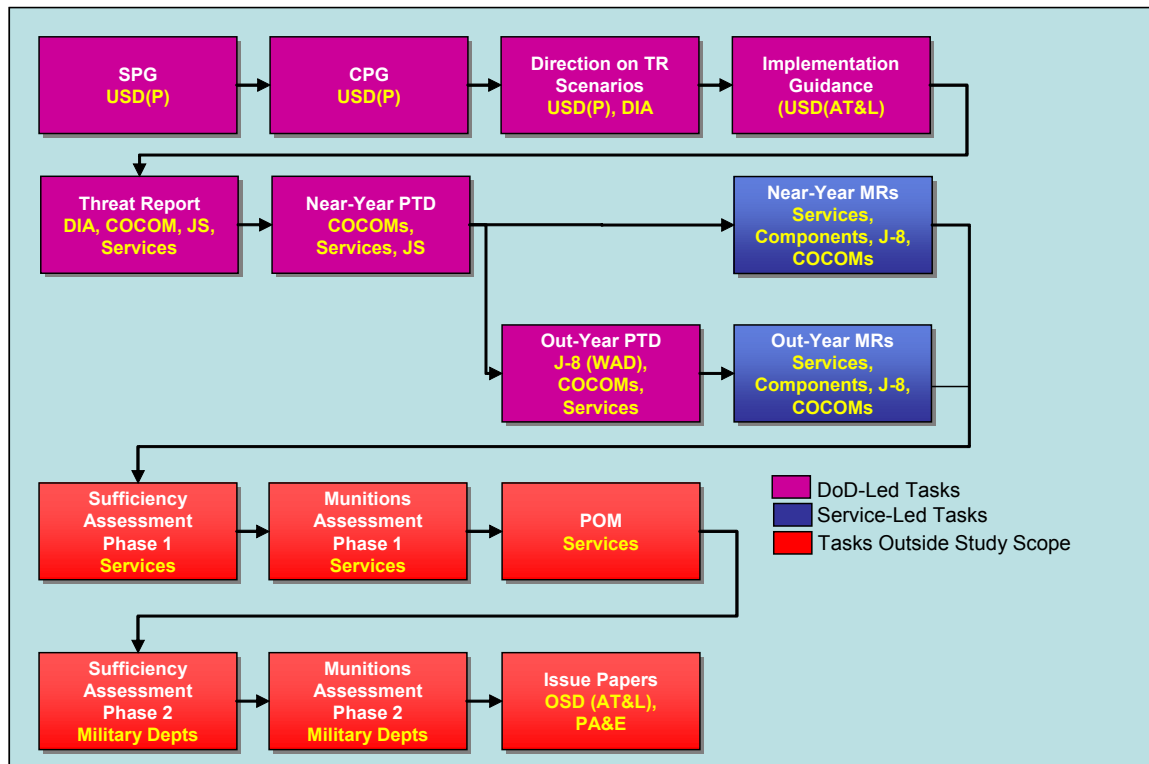 SPG
USD(P)
CPG
USD(P)
Direction on TR
Scenarios
USD(P), DIA
Implementation
Guidance
(USD(AT&L)
Threat Report
DIA, COCOM, JS,
Services
Near-Year PTD
COCOMs,
Services, JS
Near-Year MRs
Services,
Components, J-8,
COCOMs
Out-Year PTD
J-8 (WAD),
COCOMs,
Services
Out-Year MRs
Services,
Components, J-8,
COCOMs
Sufficiency
Assessment
Phase 1
Services
Munitions
Assessment
Phase 1
Services
POM
Services
DoD-Led Tasks
Service-Led Tasks
Tasks Outside Study Scope
Sufficiency
Assessment
Phase 2
Military Depts
Munitions
Assessment
Phase 2
Military Depts
Issue Papers
OSD (AT&L),
PA&E